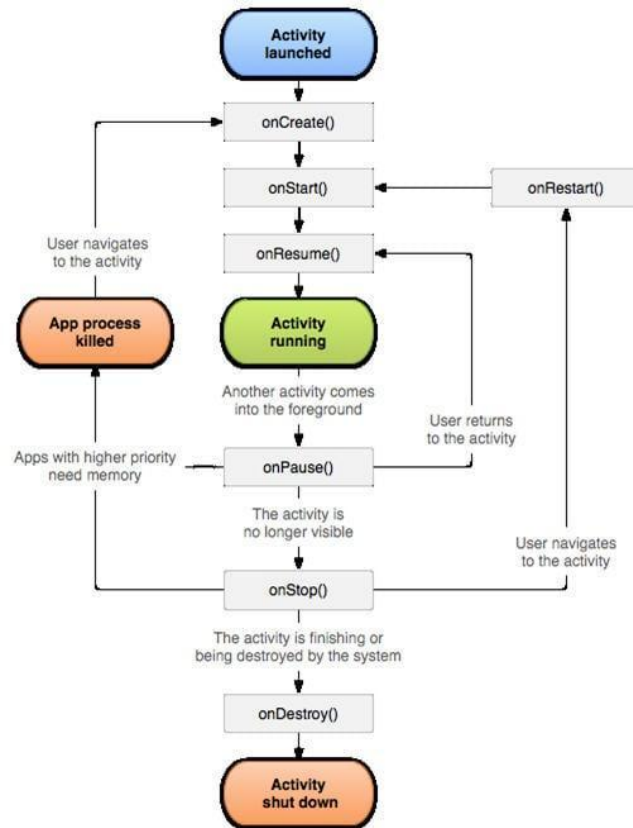 Activity
launched
onCreate()
onStart()
onRestart()
User navigates
to the activity
onResume()
App process
killed
Activity
running
Another activity comes
into the foreground
User returns
to the activity
Apps with higher priority
need memory
onPause()
The activity is
no longer visible
User navigates
to the activity
onStop()
The activity is finishing or
being destroyed by the system
onDestroy()
Activity
shut down